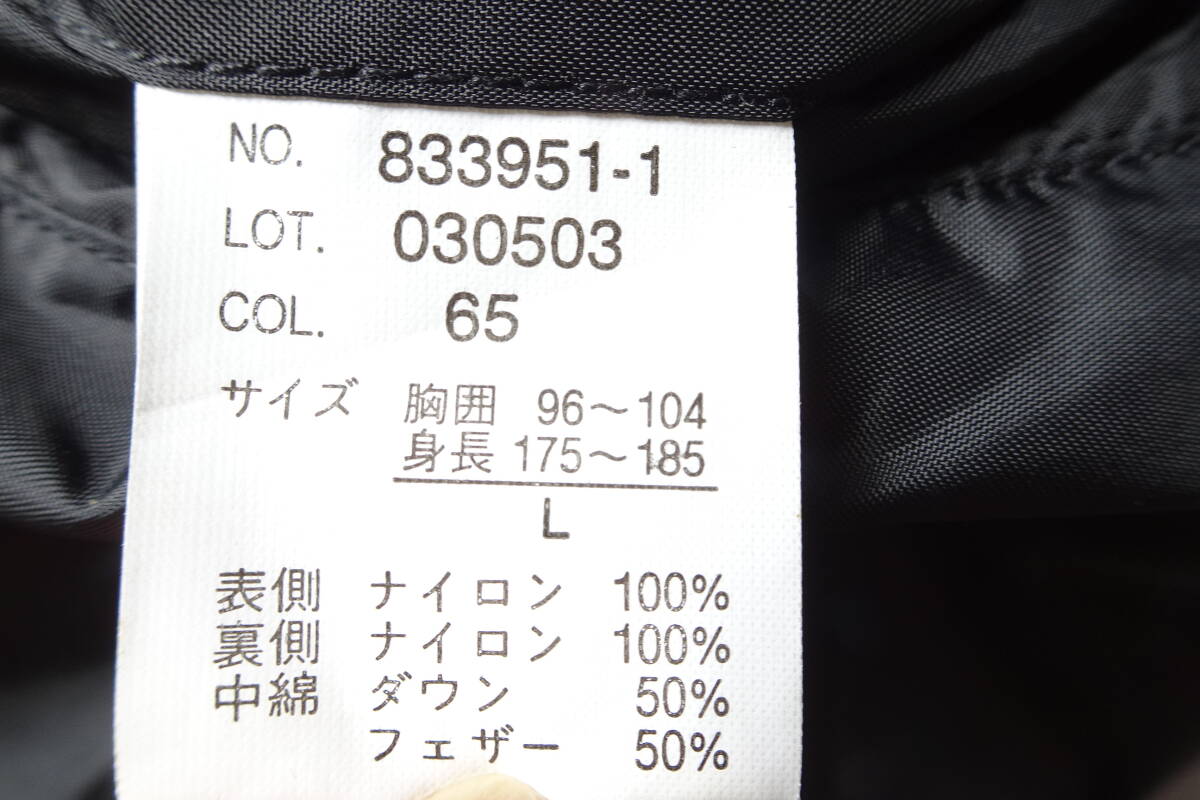 NO. 833951-1
LOT. 030503
COL. 65
サイズ 胸囲 96〜104
身長 175〜185
L
表側 ナイロン 100%
裏側 ナイロン 100%
中綿 ダウン 50%
フェザー 50%